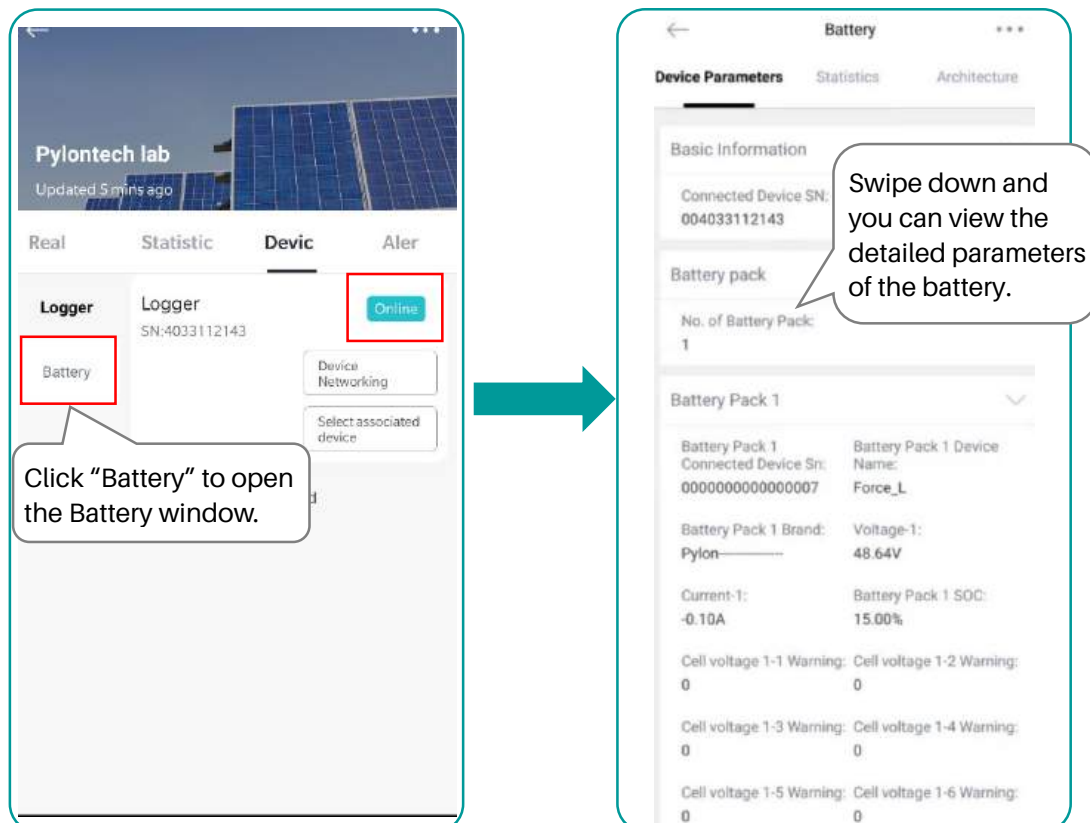 Pylontech lab
Updated 5 mins ago
Real Statistic Devic Aler
Logger
Battery
Logger
SN:4033112143
Online
Device
Networking
Select associated
device
Click “Battery” to open
the Battery window.
d
Battery
Device Parameters Statistics Architecture
Basic Information
Connected Device SN:
004033112143
Swipe down and
you can view the
detailed parameters
of the battery.
Battery pack
No. of Battery Pack:
1
Battery Pack 1
Battery Pack 1
Connected Device Sn:
0000000000000007
Battery Pack 1 Device
Name:
Force_L
Battery Pack 1 Brand:
Pylon-------------
Voltage-1:
48.64V
Current-1:
-0.10A
Battery Pack 1 SOC:
15.00%
Cell voltage 1-1 Warning: Cell voltage 1-2 Warning:
0 0
Cell voltage 1-3 Warning: Cell voltage 1-4 Warning:
0 0
Cell voltage 1-5 Warning: Cell voltage 1-6 Warning:
0 0